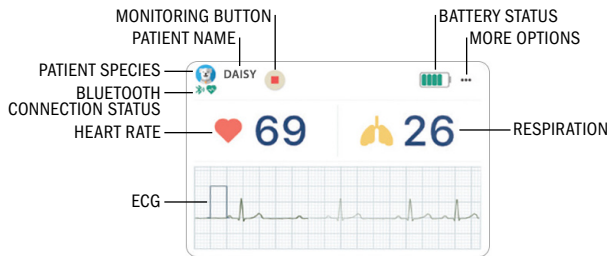 MONITORING BUTTON
PATIENT NAME
BATTERY STATUS
MORE OPTIONS
PATIENT SPECIES
DAISY
BLUETOOTH
CONNECTION STATUS
HEART RATE
69
26
RESPIRATION
ECG